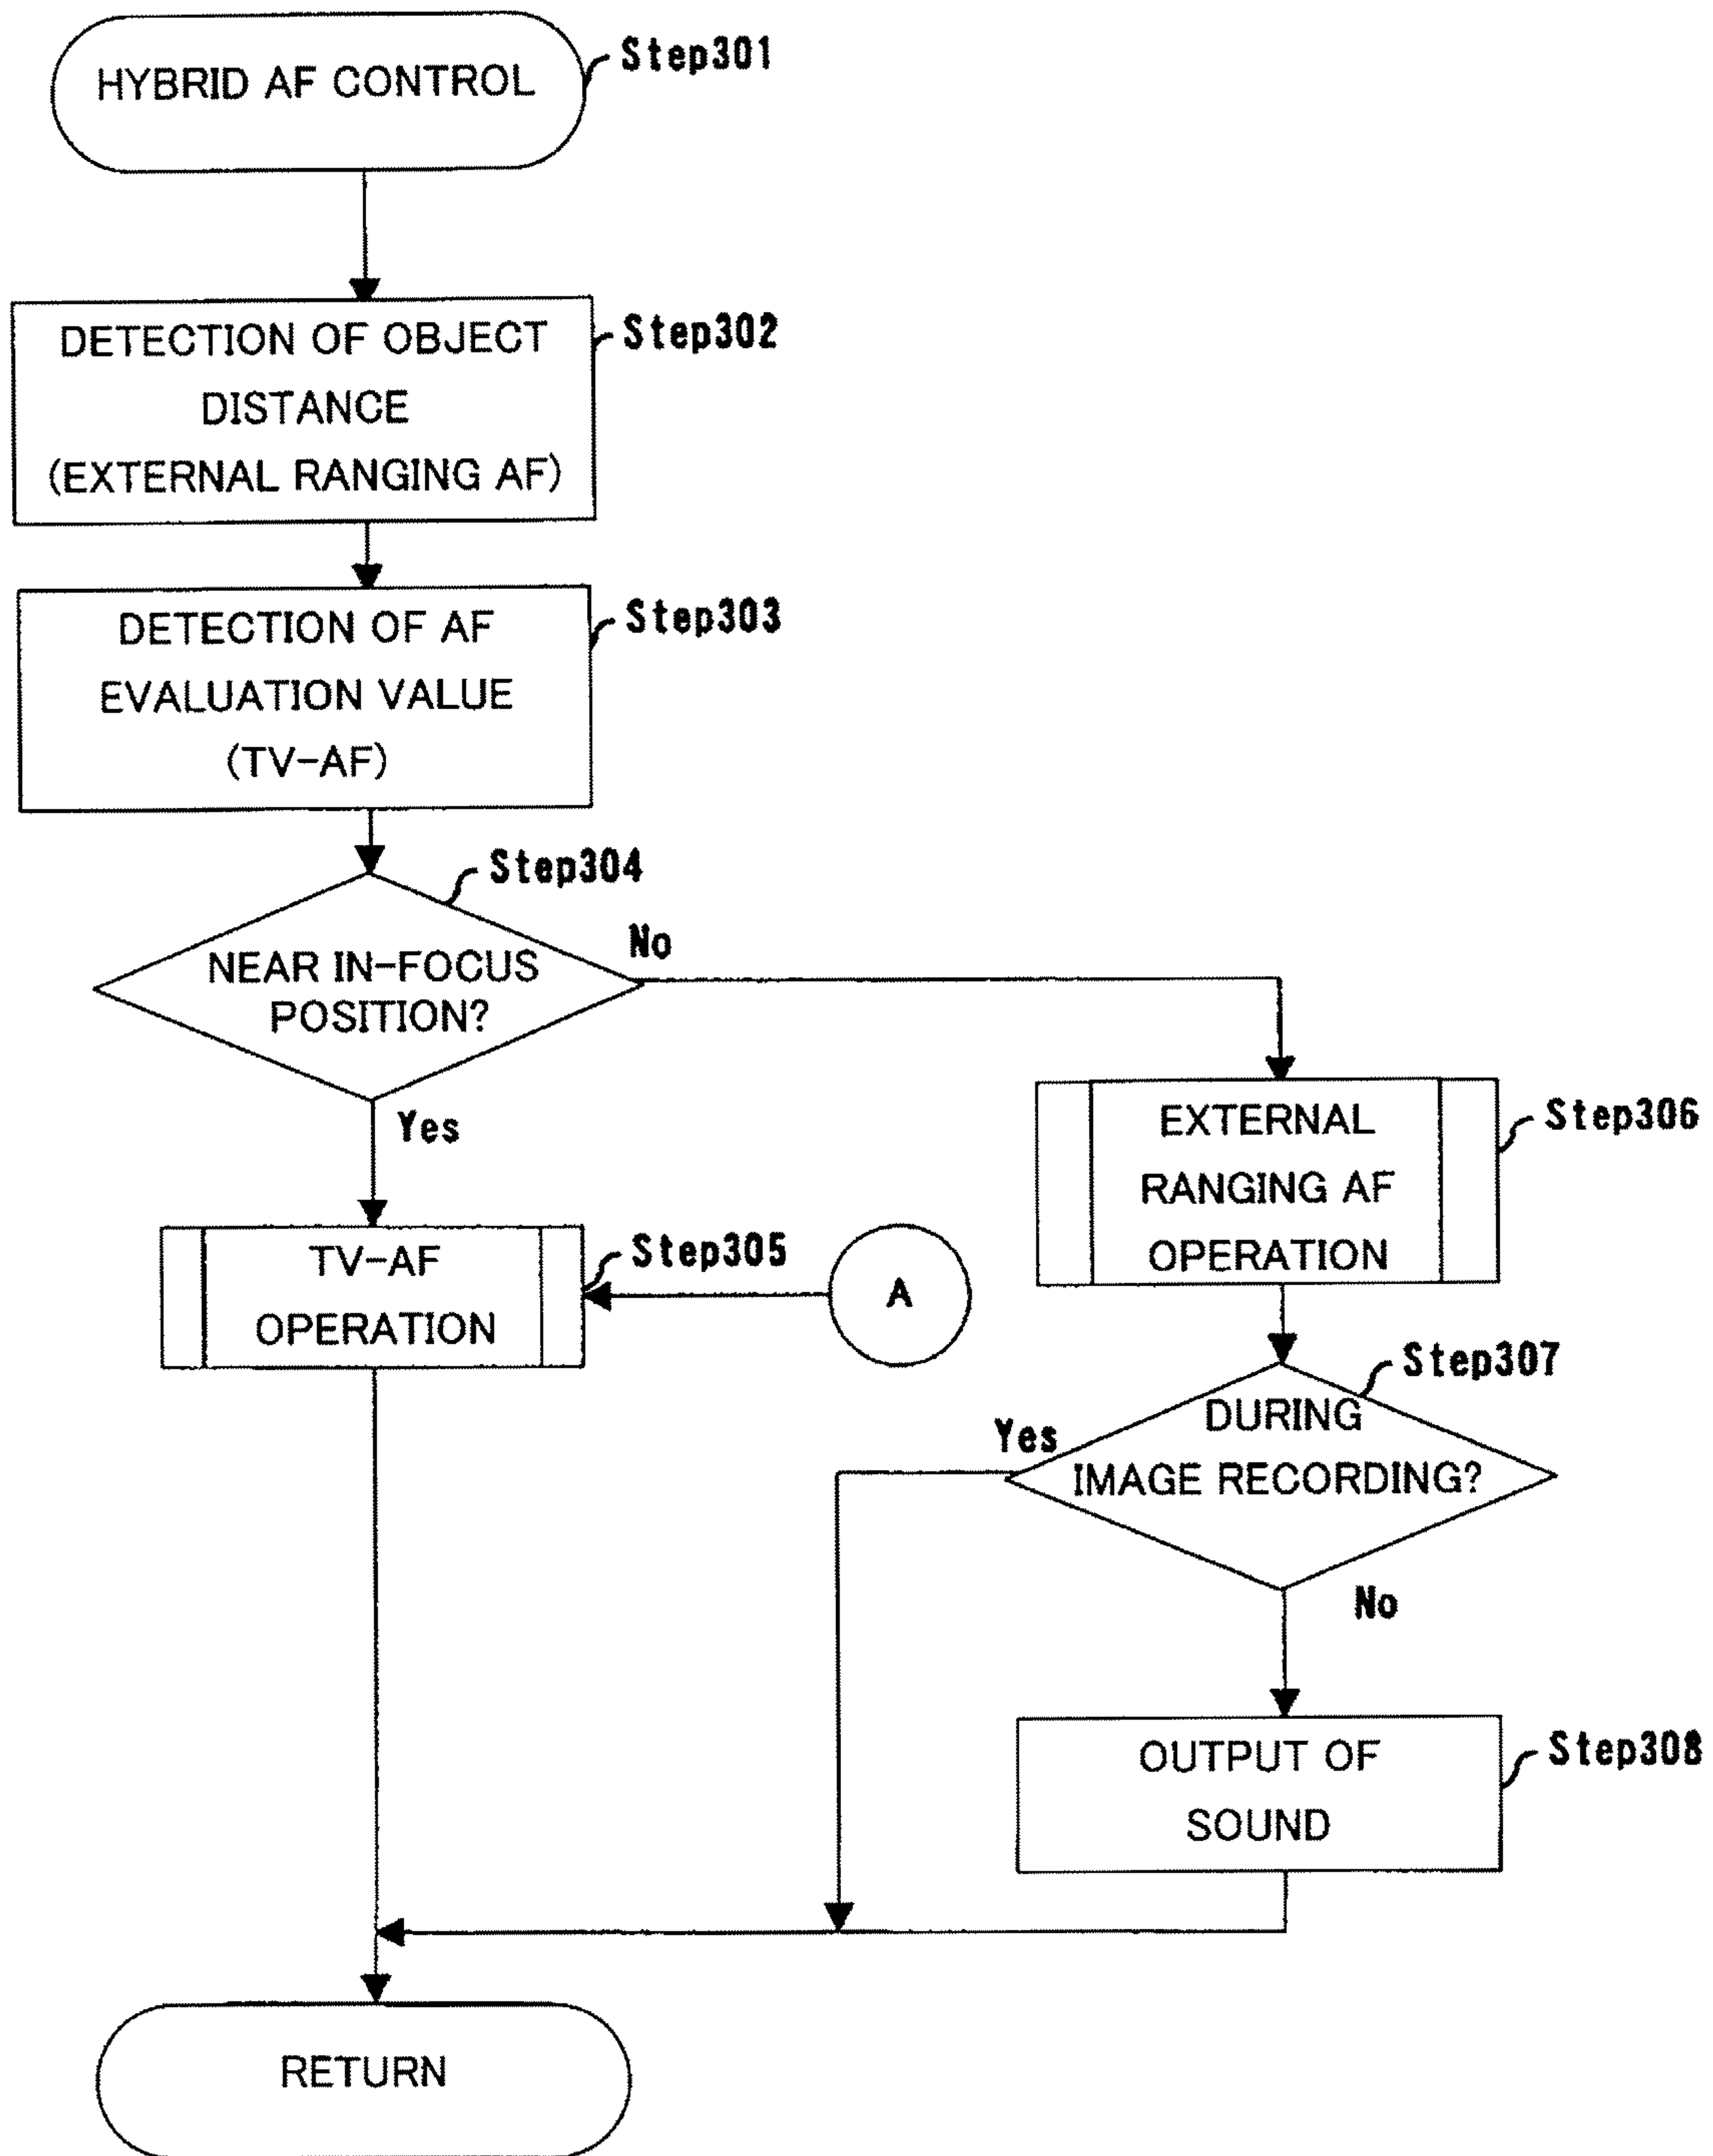 HYBRID AF CONTROL
Step301
DETECTION OF OBJECT
DISTANCE
(EXTERNAL RANGING AF)
Step302
DETECTION OF AF
EVALUATION VALUE
(TV-AF)
Step303
Step304
NEAR IN-FOCUS
POSITION?
No
Yes
EXTERNAL
RANGING AF
OPERATION
Step306
TV-AF
OPERATION
Step305
A
Step307
DURING
IMAGE RECORDING?
Yes
No
OUTPUT OF
SOUND
Step308
RETURN